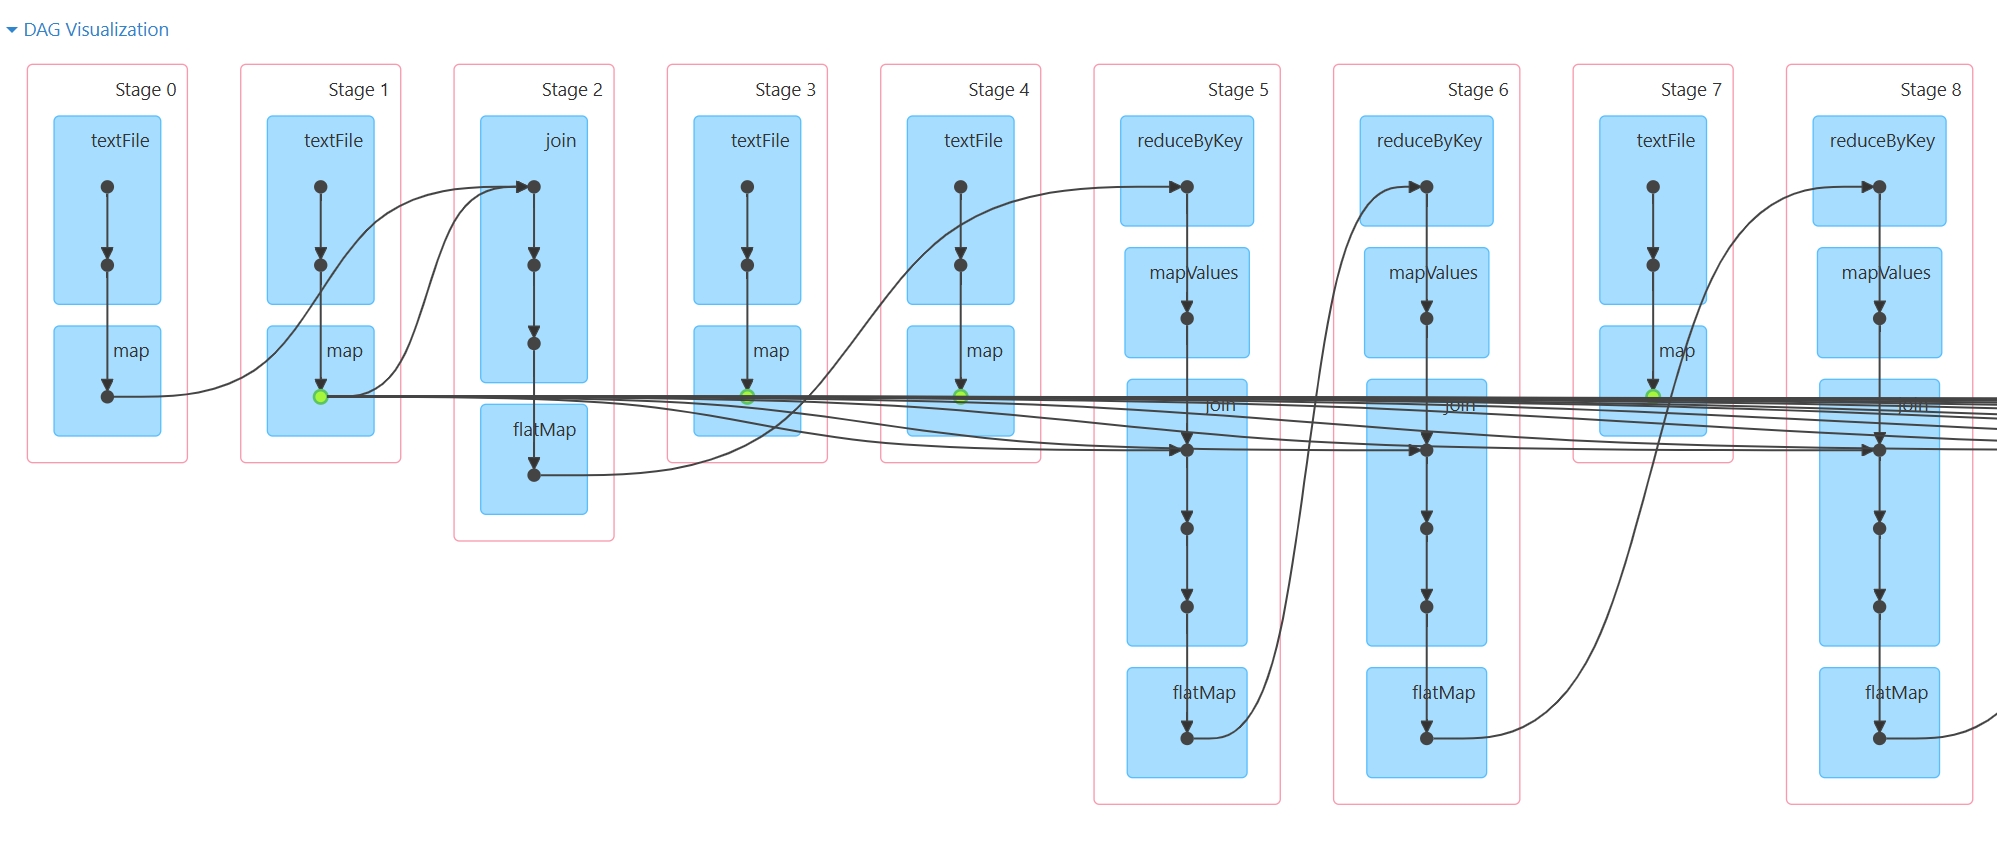 DAG Visualization
Stage 0
textFile
map
Stage 1
textFile
map
Stage 2
join
flatMap
Stage 3
textFile
map
Stage 4
textFile
map
Stage 5
reduceByKey
mapValues
join
flatMap
Stage 6
reduceByKey
mapValues
join
flatMap
Stage 7
textFile
map
Stage 8
reduceByKey
mapValues
join
flatMap